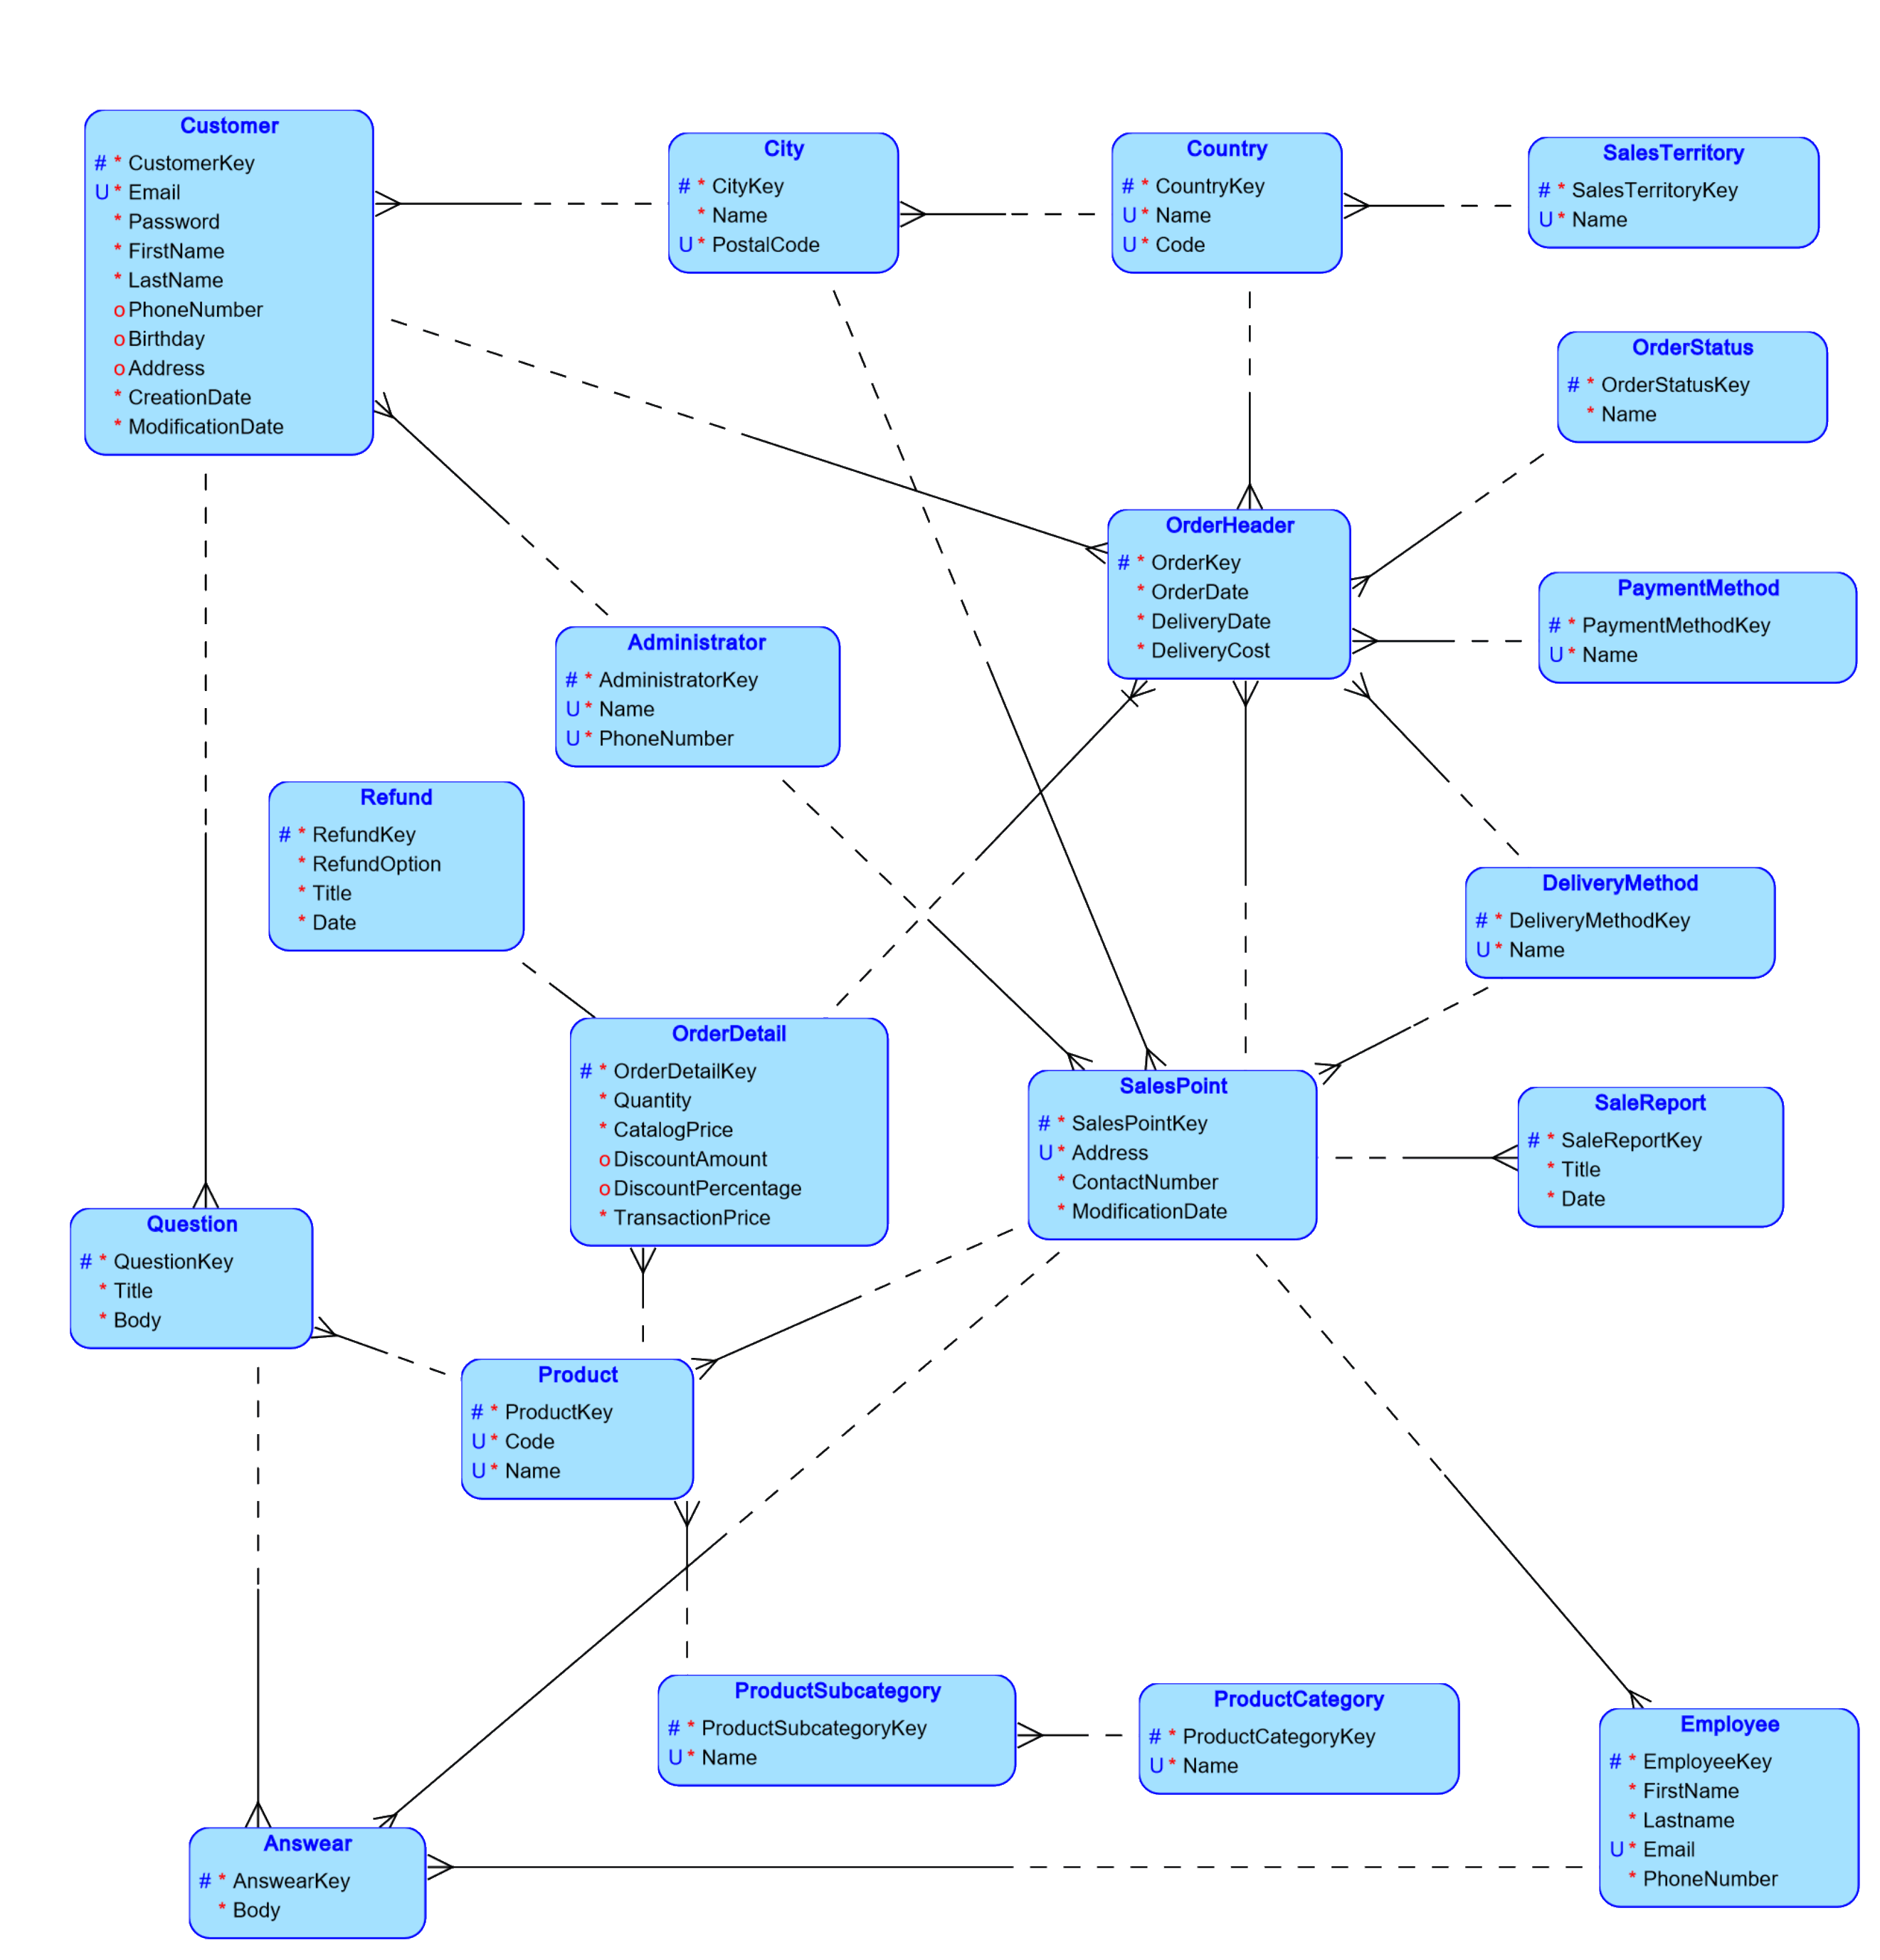 Customer
# * CustomerKey
U * Email
* Password
* FirstName
* LastName
o PhoneNumber
o Birthday
o Address
* CreationDate
* ModificationDate
City
# * CityKey
* Name
U * PostalCode
Country
# * CountryKey
U * Name
U * Code
SalesTerritory
# * SalesTerritoryKey
U * Name
OrderStatus
# * OrderStatusKey
* Name
OrderHeader
# * OrderKey
* OrderDate
* DeliveryDate
* DeliveryCost
PaymentMethod
# * PaymentMethodKey
U * Name
Administrator
# * AdministratorKey
U * Name
U * PhoneNumber
Refund
# * RefundKey
* RefundOption
* Title
* Date
DeliveryMethod
# * DeliveryMethodKey
U * Name
OrderDetail
# * OrderDetailKey
* Quantity
* CatalogPrice
o DiscountAmount
o DiscountPercentage
* TransactionPrice
SalesPoint
# * SalesPointKey
U * Address
* ContactNumber
* ModificationDate
SaleReport
# * SaleReportKey
* Title
* Date
Question
# * QuestionKey
* Title
* Body
Product
# * ProductKey
U * Code
U * Name
ProductSubcategory
# * ProductSubcategoryKey
U * Name
ProductCategory
# * ProductCategoryKey
U * Name
Employee
# * EmployeeKey
* FirstName
* Lastname
U * Email
* PhoneNumber
Answear
# * AnswearKey
* Body